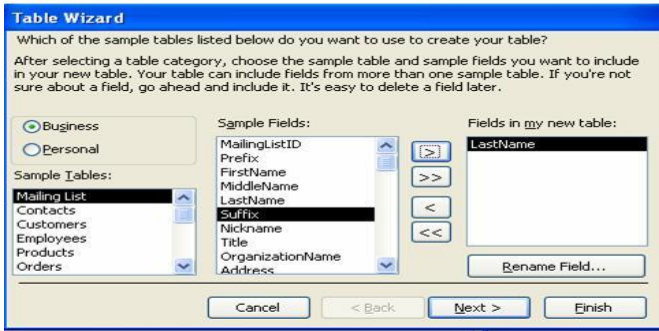 Table Wizard
Which of the sample tables listed below do you want to use to create your table?
After selecting a table category, choose the sample table and sample fields you want to include
in your new table. Your table can include fields from more than one sample table. If you're not
sure about a field, go ahead and include it. It's easy to delete a field later.
Business
Personal
Sample Tables:
Mailing List
Contacts
Customers
Employees
Products
Orders
Sample Fields:
MailingListID
Prefix
FirstName
MiddleName
LastName
Suffix
Nickname
Title
OrganizationName
Address
>
>>
<
<<
Fields in my new table:
LastName
Rename Field...
Cancel
< Back
Next >
Finish